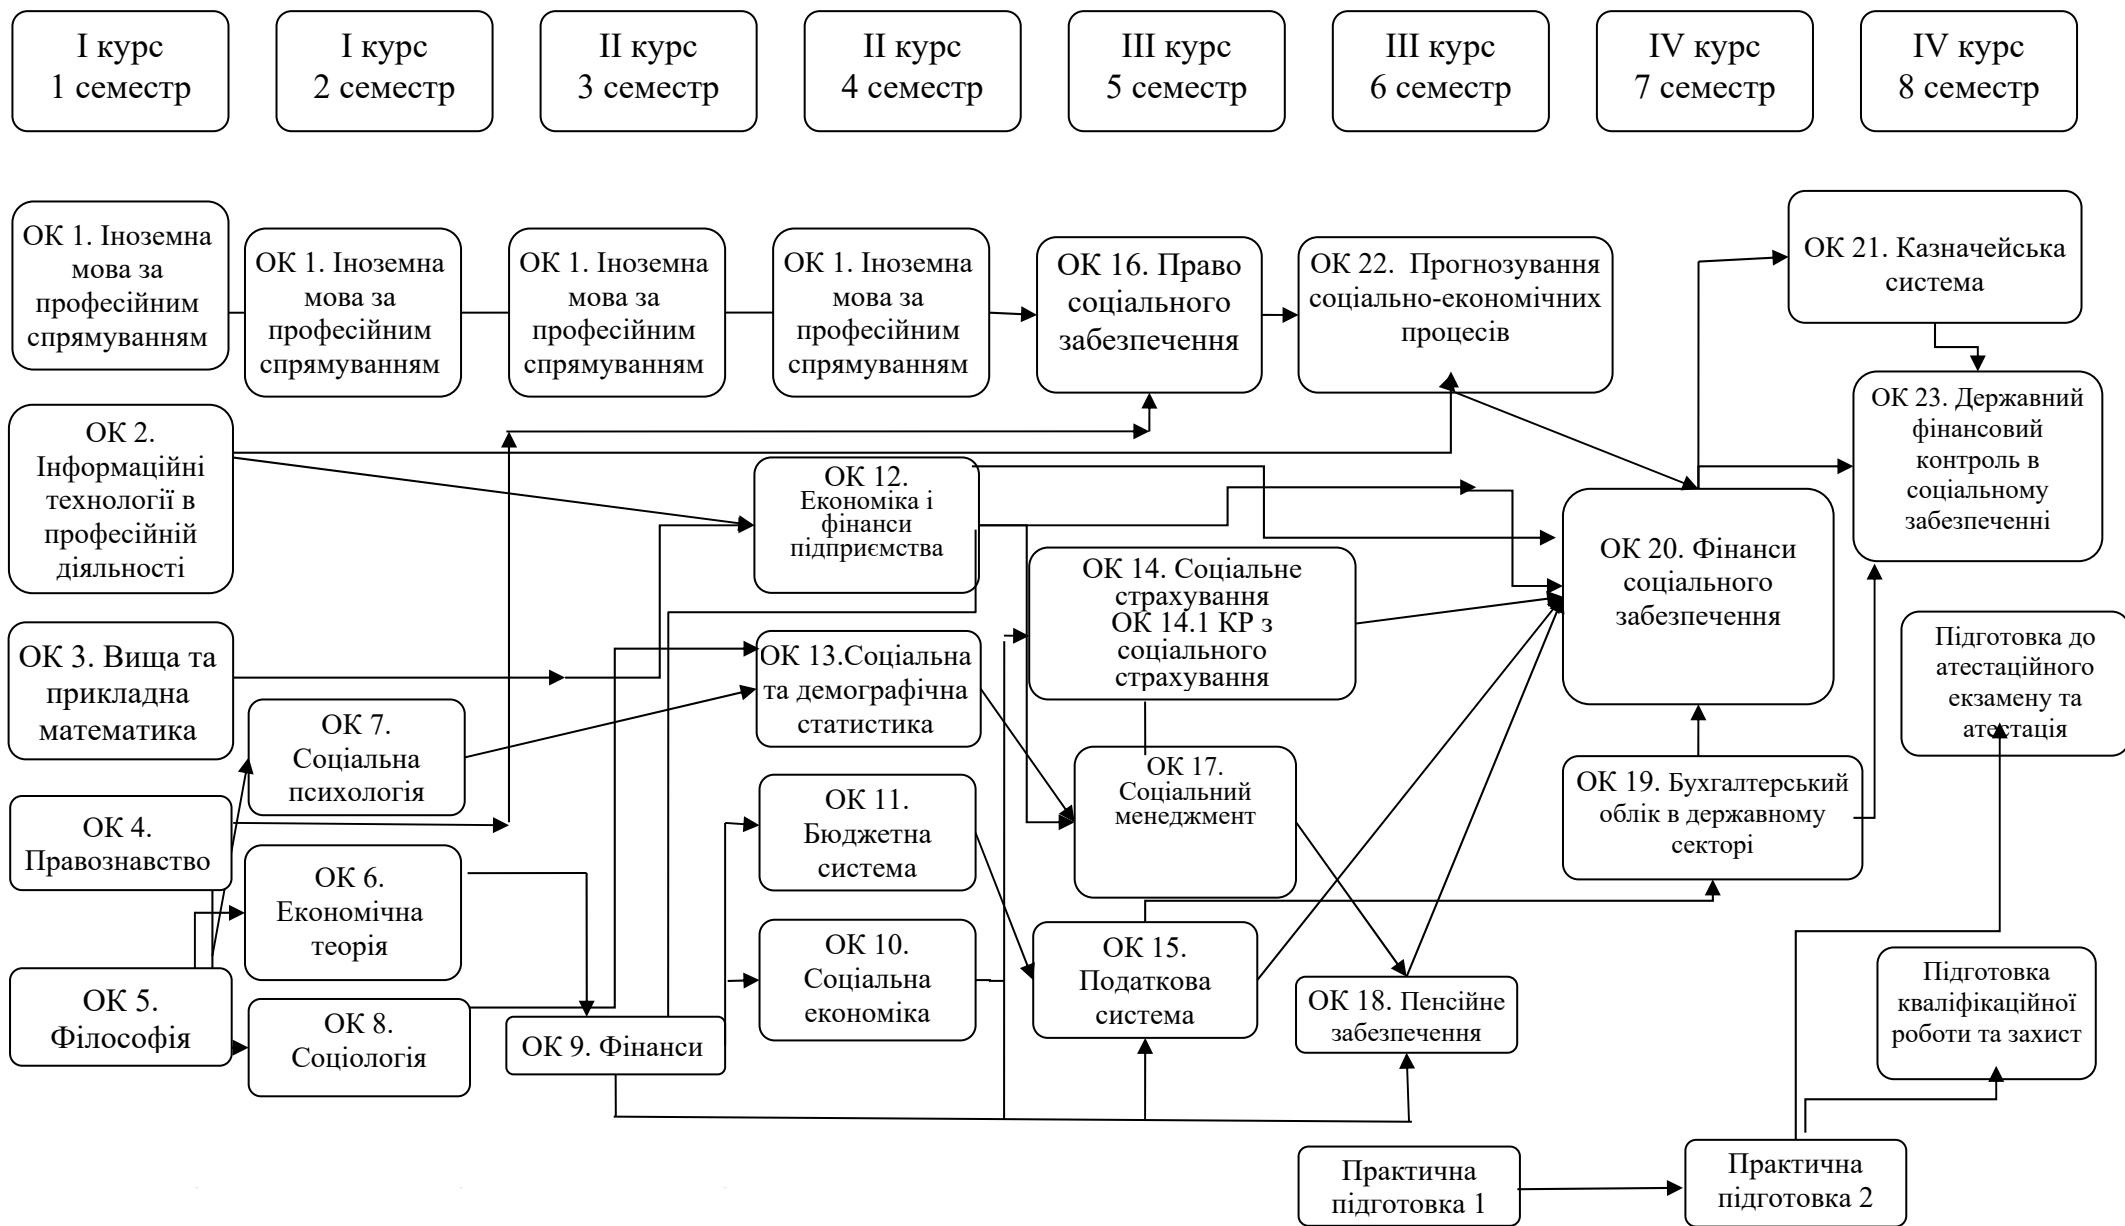 І курс
1 семестр
І курс
2 семестр
ІІ курс
3 семестр
ІІ курс
4 семестр
ІІІ курс
5 семестр
ІІІ курс
6 семестр
IV курс
7 семестр
IV курс
8 семестр
ОК 1. Іноземна
мова за
професійним
спрямуванням
ОК 1. Іноземна
мова за
професійним
спрямуванням
ОК 1. Іноземна
мова за
професійним
спрямуванням
ОК 1. Іноземна
мова за
професійним
спрямуванням
ОК 16. Право
соціального
забезпечення
ОК 22. Прогнозування
соціально-економічних
процесів
ОК 21. Казначейська
система
ОК 2.
Інформаційні
технології в
професійній
діяльності
ОК 12.
Економіка і
фінанси
підприємства
ОК 23. Державний
фінансовий
контроль в
соціальному
забезпеченні
ОК 14. Соціальне
страхування
ОК 14.1 КР з
соціального
страхування
ОК 20. Фінанси
соціального
забезпечення
ОК 3. Вища та
прикладна
математика
ОК 13.Соціальна
та демографічна
статистика
Підготовка до
атестаційного
екзамену та
атестація
ОК 7.
Соціальна
психологія
ОК 17.
Соціальний
менеджмент
ОК 19. Бухгалтерський
облік в державному
секторі
ОК 4.
Правознавство
ОК 11.
Бюджетна
система
ОК 6.
Економічна
теорія
ОК 10.
Соціальна
економіка
ОК 15.
Податкова
система
ОК 18. Пенсійне
забезпечення
Підготовка
кваліфікаційної
роботи та захист
ОК 5.
Філософія
ОК 8.
Соціологія
ОК 9. Фінанси
Практична
підготовка 1
Практична
підготовка 2